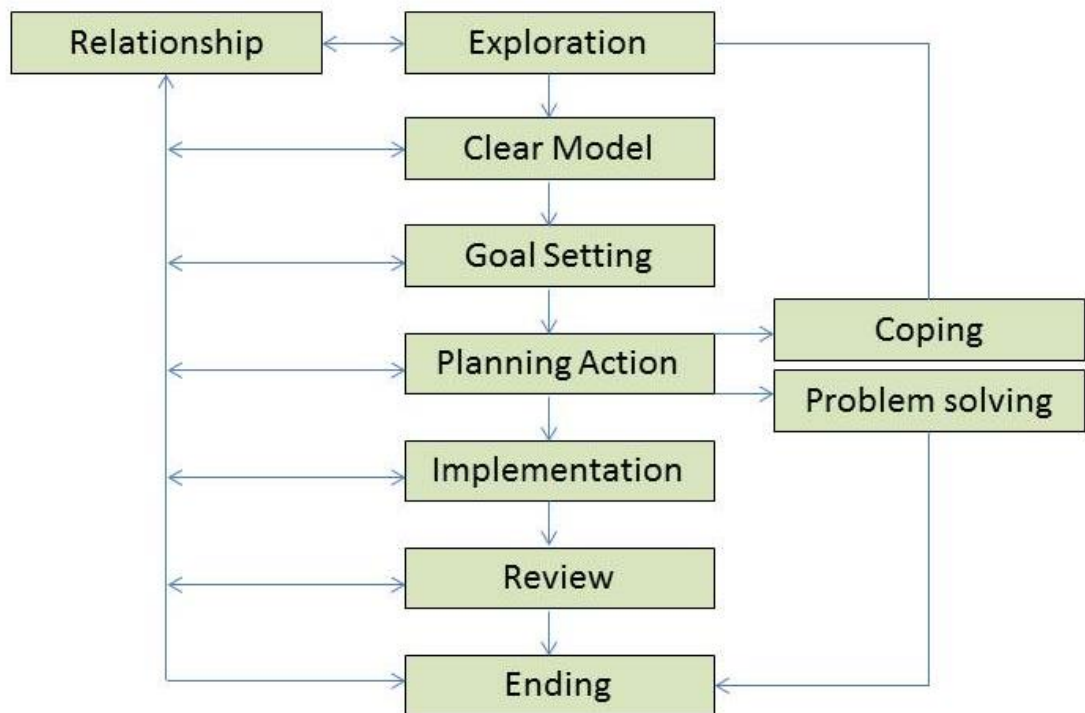 Relationship
Exploration
Clear Model
Goal Setting
Planning Action
Coping
Problem solving
Implementation
Review
Ending